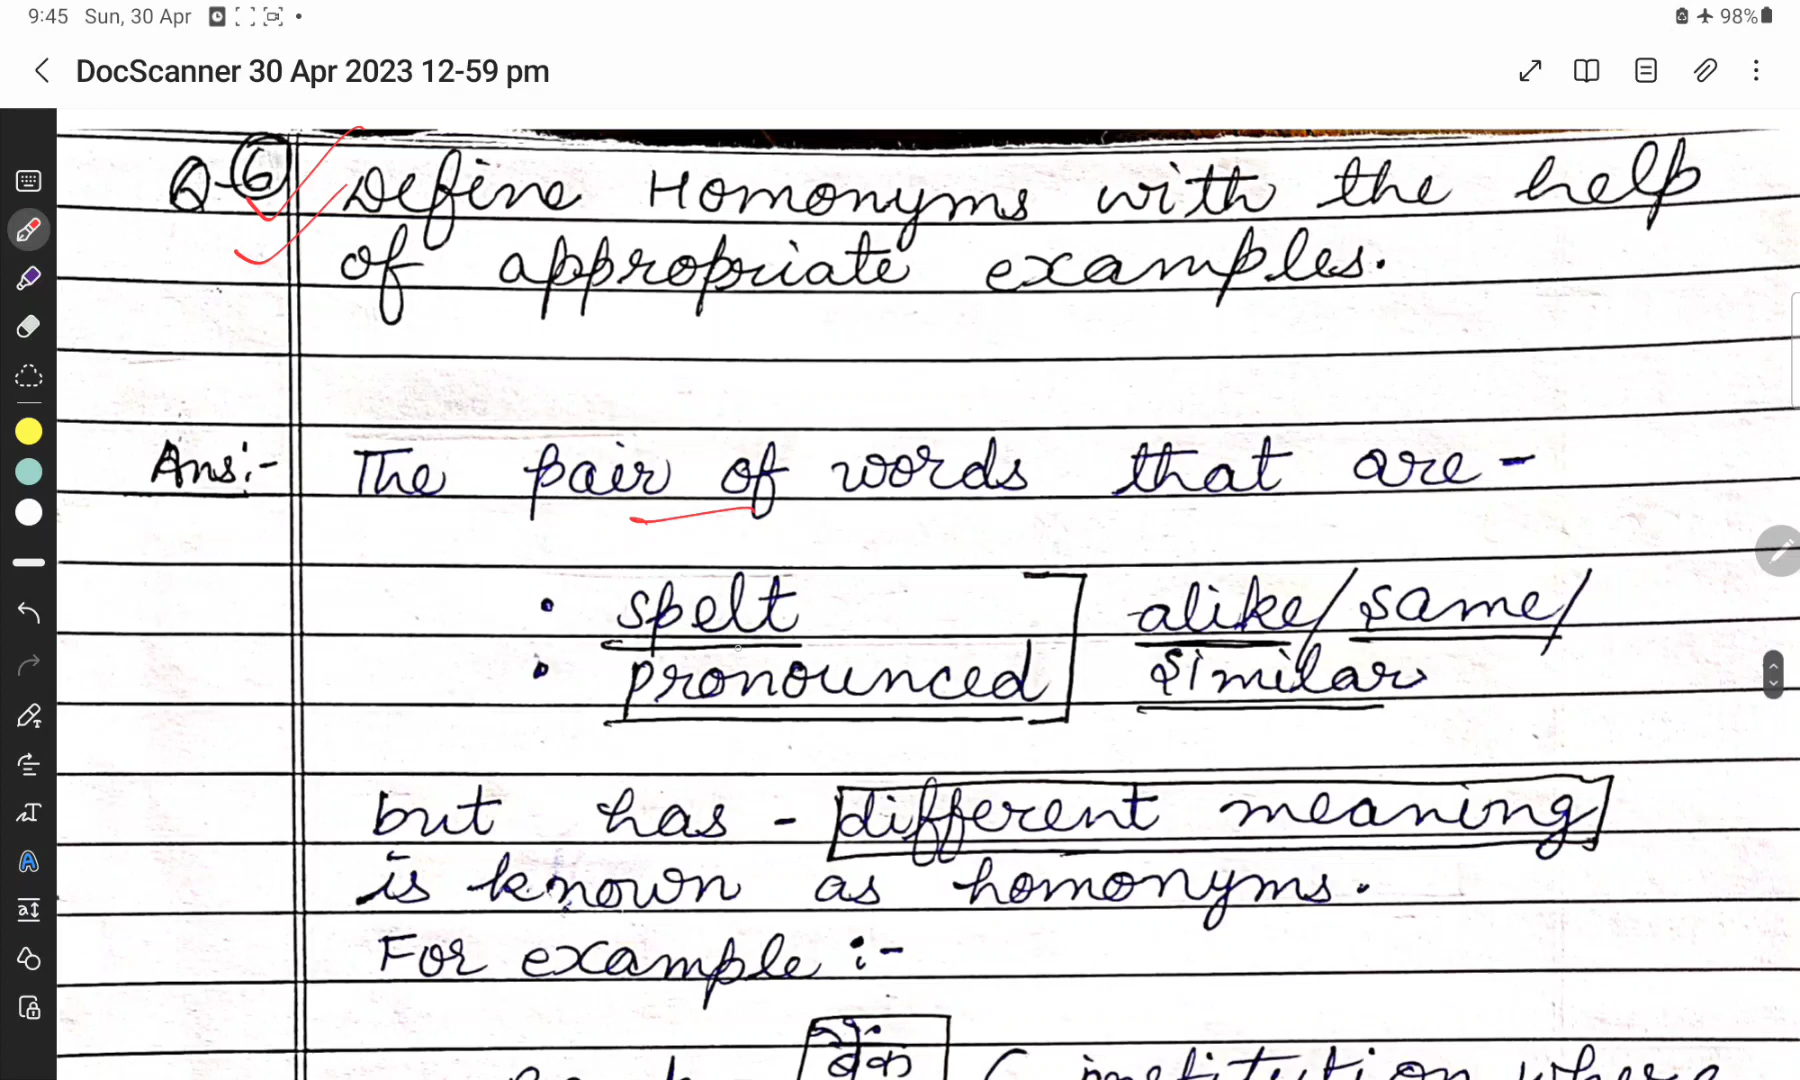 9:45 Sun, 30 Apr
98%
DocScanner 30 Apr 2023 12-59 pm
Q-6 Define Homonyms with the help
of appropriate examples.
Ans:- The pair of words that are -
• spelt
• pronounced
alike/same/
similar
but has - different meaning
is known as homonyms.
For example :-
( institution where